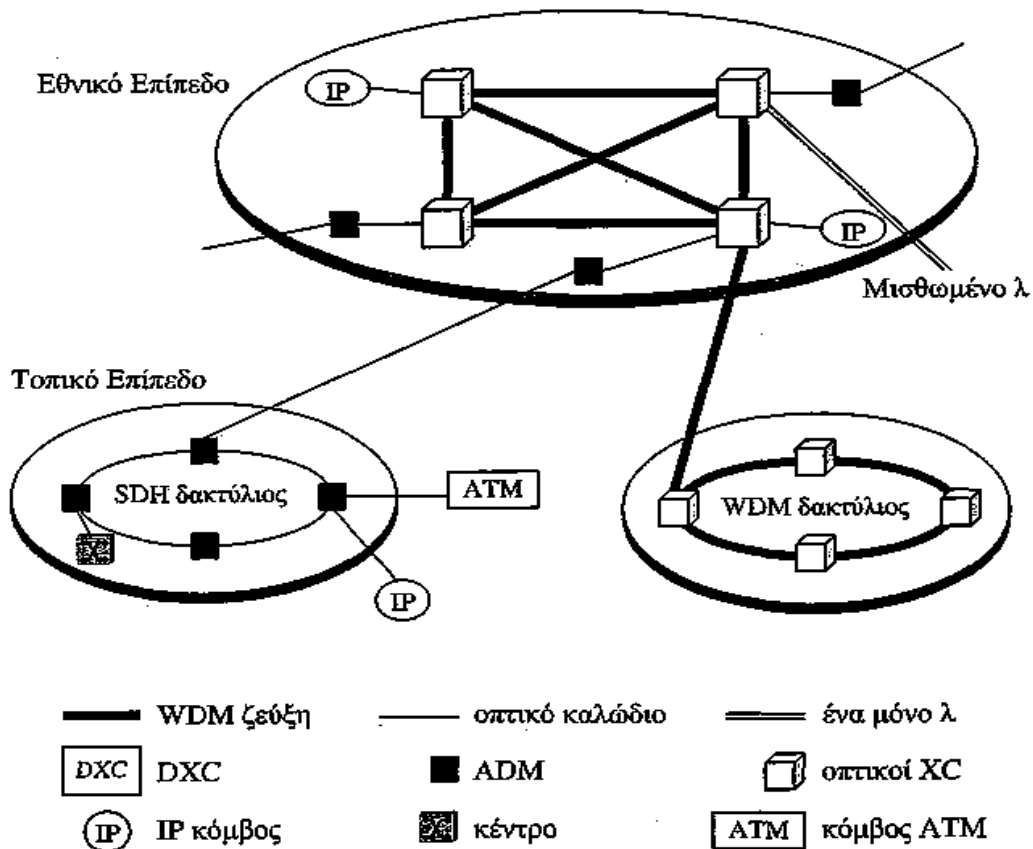 Εθνικό Επίπεδο
IP
IP
Μισθωμένο λ
Τοπικό Επίπεδο
SDH δακτύλιος
ATM
WDM δακτύλιος
IP
WDM ζεύξη
οπτικό καλώδιο
ένα μόνο λ
DXC DXC
ADM
οπτικοί XC
IP IP κόμβος
κέντρο
ATM κόμβος ATM